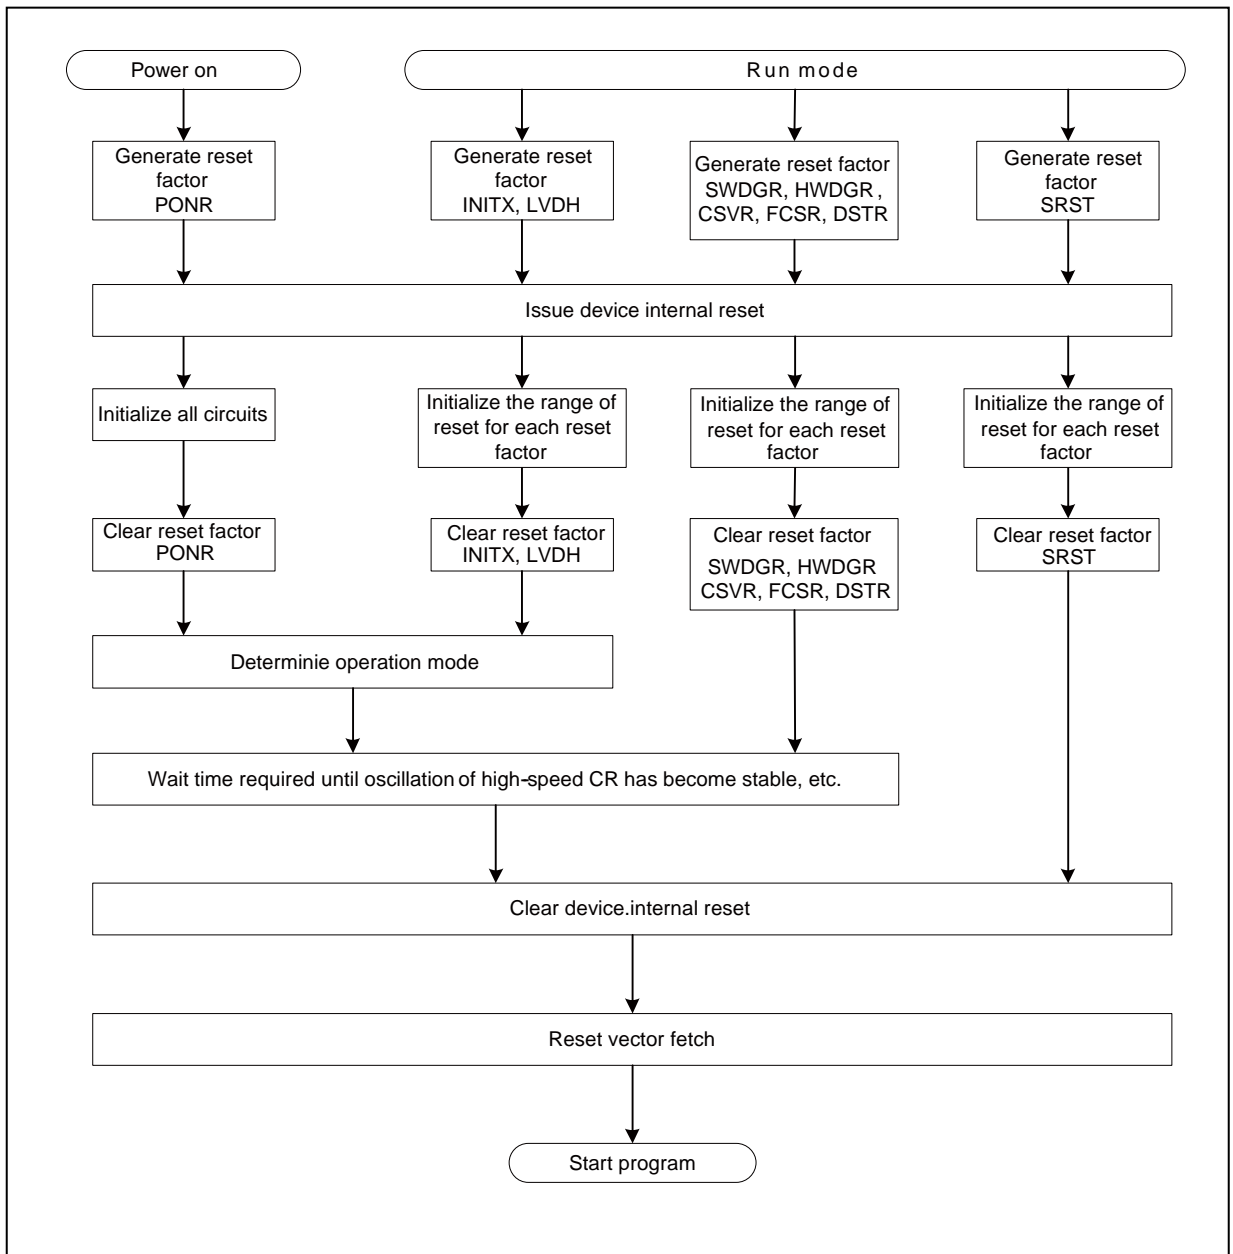 Power on
Run mode
Generate reset
factor
PONR
Generate reset
factor
INITX, LVDH
Generate reset factor
SWDGR, HWDGR ,
CSVR, FCSR, DSTR
Generate reset
factor
SRST
Issue device internal reset
Initialize all circuits
Initialize the range of
reset for each reset
factor
Initialize the range of
reset for each reset
factor
Initialize the range of
reset for each reset
factor
Clear reset factor
PONR
Clear reset factor
INITX, LVDH
Clear reset factor
SWDGR, HWDGR
CSVR, FCSR, DSTR
Clear reset factor
SRST
Determinie operation mode
Wait time required until oscillation of high-speed CR has become stable, etc.
Clear device.internal reset
Reset vector fetch
Start program